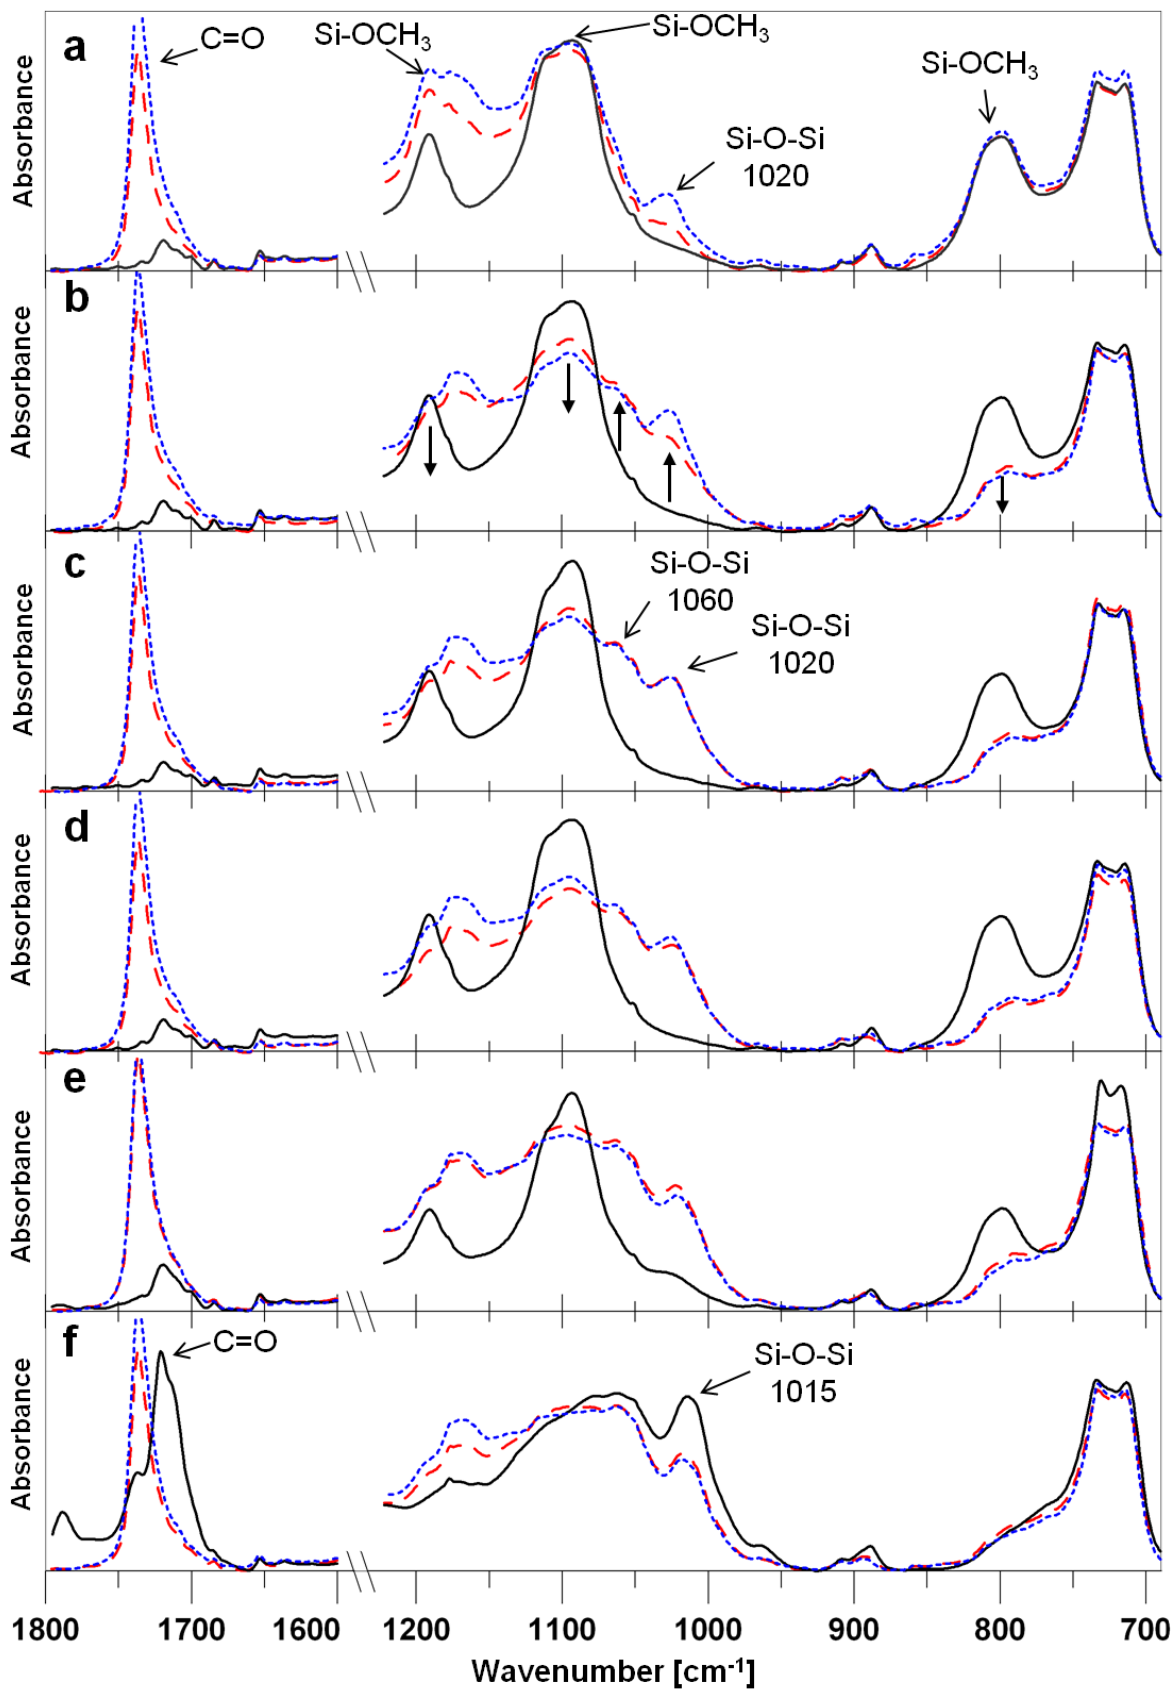 a
C=O
Si-OCH3
Si-OCH3
Si-OCH3
Si-O-Si
1020
Absorbance
b
Absorbance
c
Si-O-Si
1060
Si-O-Si
1020
Absorbance
d
Absorbance
e
Absorbance
f
C=O
Si-O-Si
1015
Absorbance
1800 1700 1600 1200 1100 1000 900 800 700
Wavenumber [cm-1]